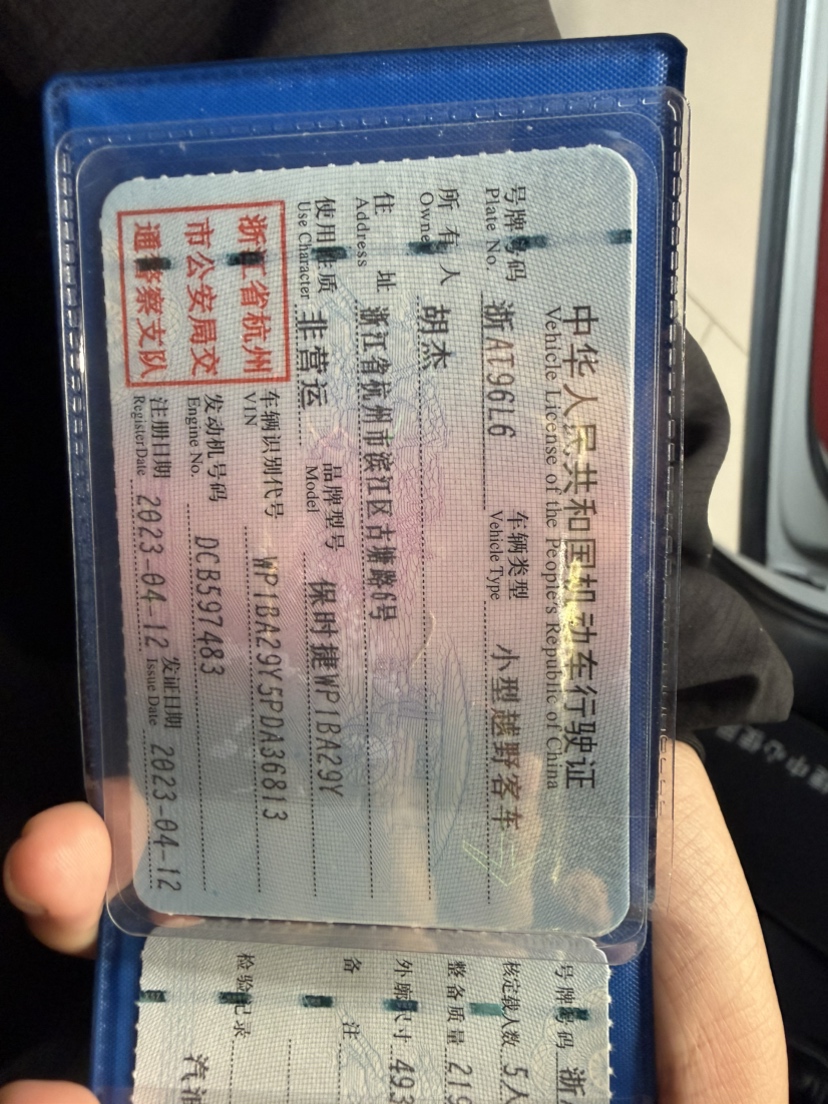 中华人民共和国机动车行驶证
Vehicle License of the People's Republic of China
号牌号码 浙AT96L6 车辆类型 小型越野客车
Plate No. Vehicle Type
所有人 胡杰
Owner
住址 浙江省杭州市滨江区古塘路6号
Address
使用性质 非营运 品牌型号 保时捷WP1BA29Y
Use Character Model
浙江省杭州
市公安局交
通警察支队
车辆识别代号 WP1BA29Y5PDA36813
VIN
发动机号码 DCB597483
Engine No.
注册日期 2023-04-12 发证日期 2023-04-12
Register Date Issue Date
号牌号码 浙
核定载人数 5人
整备质量 219
外廓尺寸 493
备注
检验记录
汽油